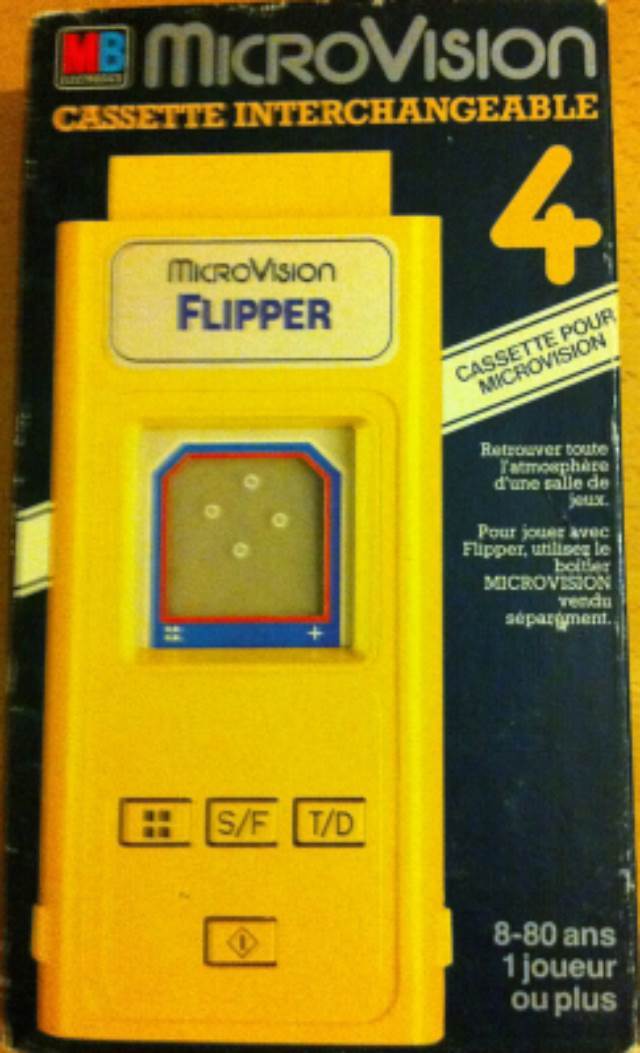 MB
ELECTRONICS
MICROVISION
CASSETTE INTERCHANGEABLE
4
MICROVISION
FLIPPER
CASSETTE POUR
MICROVISION
Retrouver toute
l'atmosphère
d'une salle de
jeux.
Pour jouer avec
Flipper, utilisez le
boitier
MICROVISION
vendu
séparément.
+
S/F
T/D
8-80 ans
1 joueur
ou plus